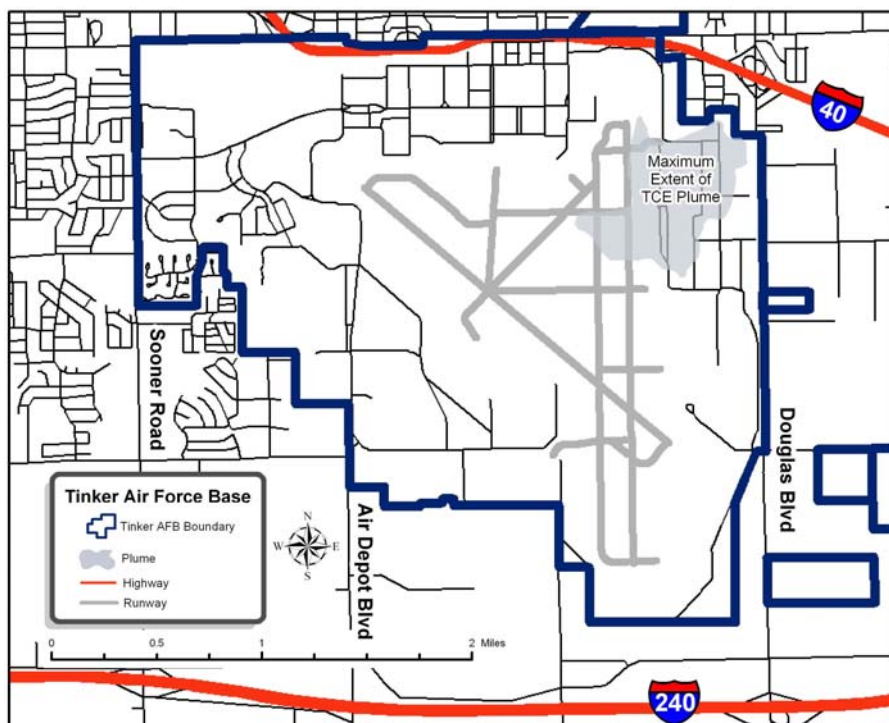 40
Maximum
Extent of
TCE Plume
Sooner Road
Douglas Blvd
Air Depot Blvd
Tinker Air Force Base
Tinker AFB Boundary
Plume
Highway
Runway
N
W E
S
0 0.5 1 2 Miles
240